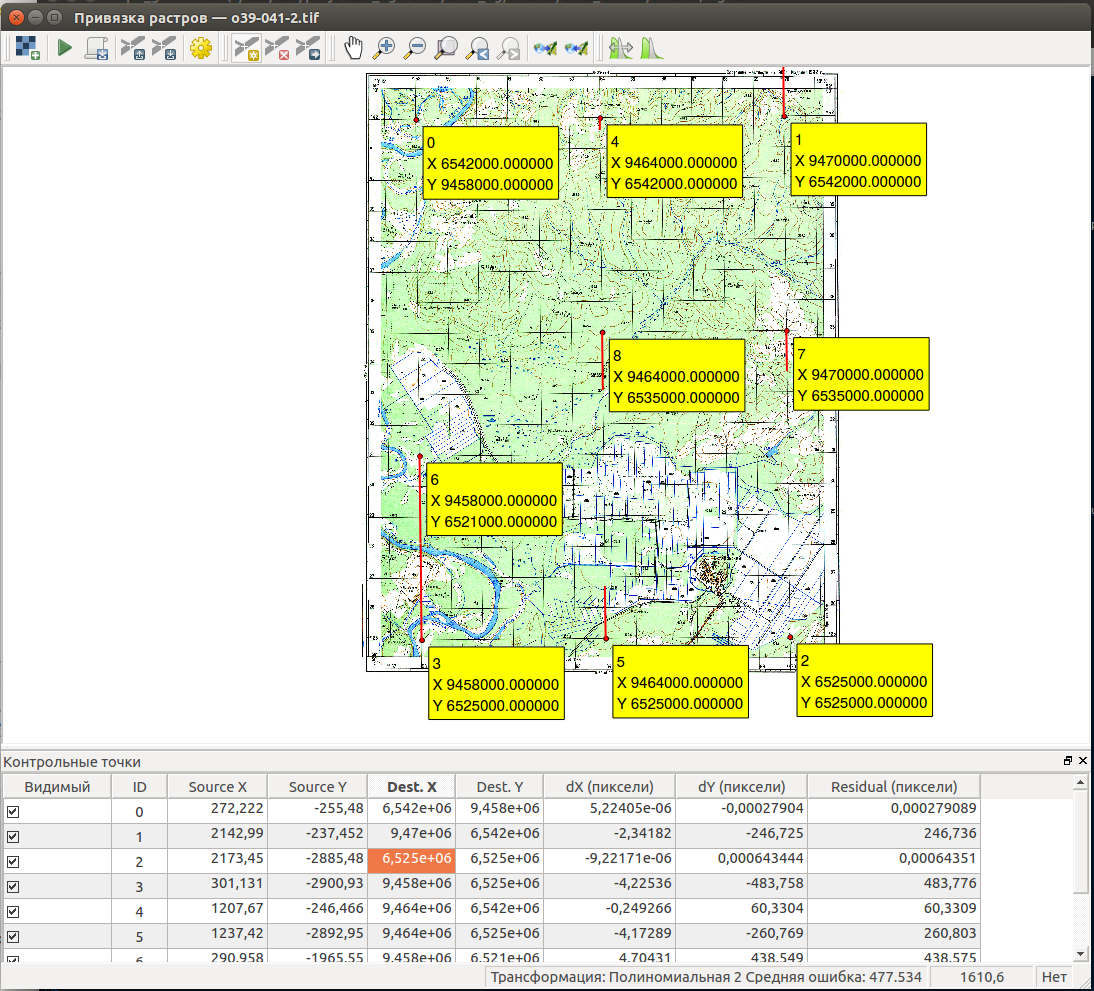 Привязка растров — o39-041-2.tif
0
X 6542000.000000
Y 9458000.000000
4
X 9464000.000000
Y 6542000.000000
1
X 9470000.000000
Y 6542000.000000
8
X 9464000.000000
Y 6535000.000000
7
X 9470000.000000
Y 6535000.000000
6
X 9458000.000000
Y 6521000.000000
3
X 9458000.000000
Y 6525000.000000
5
X 9464000.000000
Y 6525000.000000
2
X 6525000.000000
Y 6525000.000000
Контрольные точки
Видимый ID Source X Source Y Dest. X Dest. Y dX (пиксели) dY (пиксели) Residual (пиксели)
0 272,222 -255,48 6,542e+06 9,458e+06 5,22405e-06 -0,00027904 0,000279089
1 2142,99 -237,452 9,47e+06 6,542e+06 -2,34182 -246,725 246,736
2 2173,45 -2885,48 6,525e+06 6,525e+06 -9,22171e-06 0,000643444 0,00064351
3 301,131 -2900,93 9,458e+06 6,525e+06 -4,22536 -483,758 483,776
4 1207,67 -246,466 9,464e+06 6,542e+06 -0,249266 60,3304 60,3309
5 1237,42 -2892,95 9,464e+06 6,525e+06 -4,17289 -260,769 260,803
6 290,958 -1965,55 9,458e+06 6,521e+06 4,70431 438,549 438,575
Трансформация: Полиномиальная 2 Средняя ошибка: 477.534 1610,6 Нет